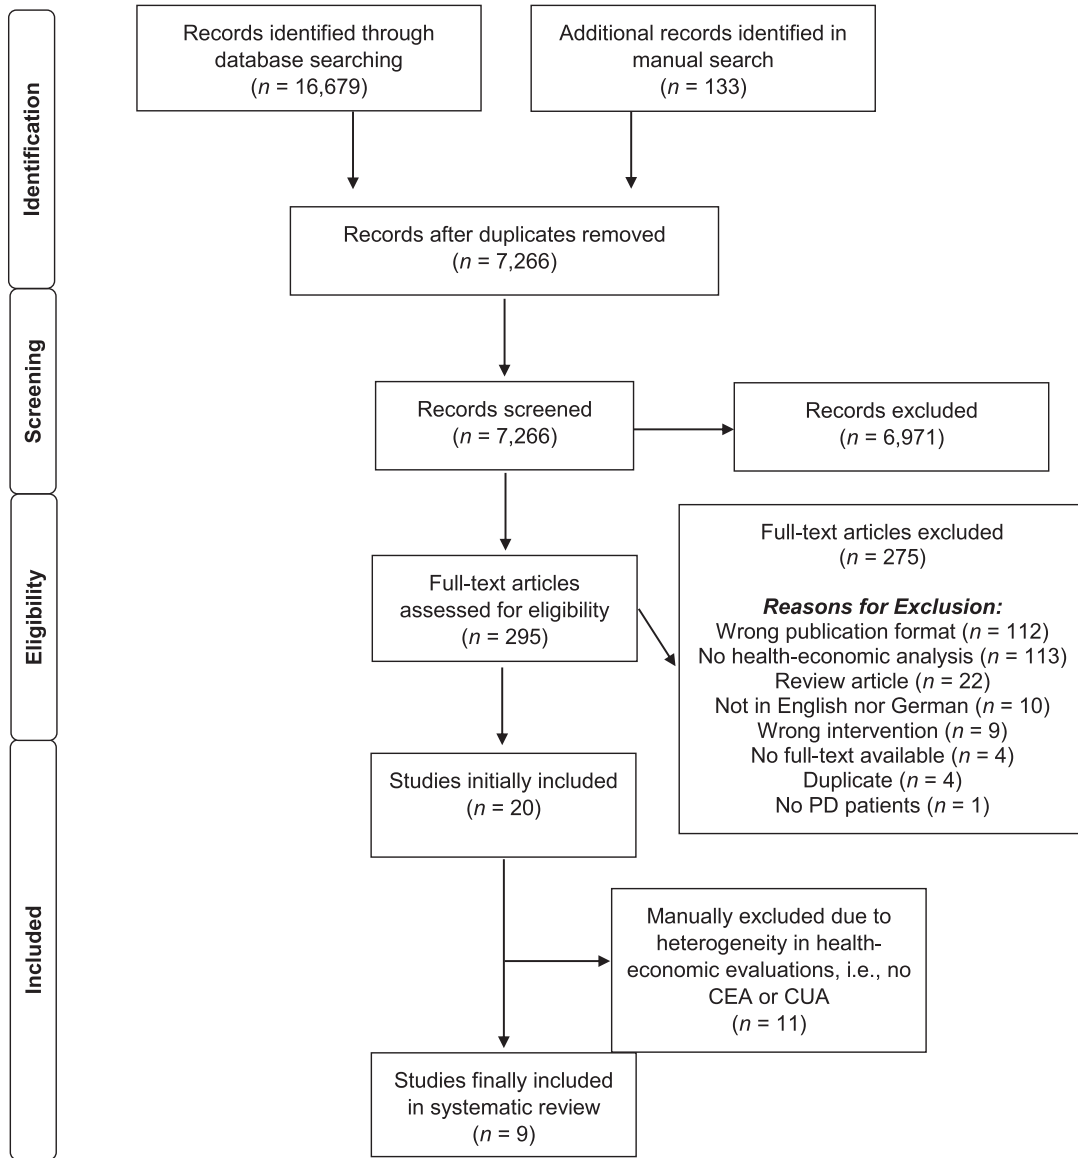 Identification
Records identified through
database searching
(n = 16,679)
Additional records identified in
manual search
(n = 133)
Records after duplicates removed
(n = 7,266)
Screening
Records screened
(n = 7,266)
Records excluded
(n = 6,971)
Eligibility
Full-text articles
assessed for eligibility
(n = 295)
Full-text articles excluded
(n = 275)
Reasons for Exclusion:
Wrong publication format (n = 112)
No health-economic analysis (n = 113)
Review article (n = 22)
Not in English nor German (n = 10)
Wrong intervention (n = 9)
No full-text available (n = 4)
Duplicate (n = 4)
No PD patients (n = 1)
Included
Studies initially included
(n = 20)
Manually excluded due to
heterogeneity in health-
economic evaluations, i.e., no
CEA or CUA
(n = 11)
Studies finally included
in systematic review
(n = 9)